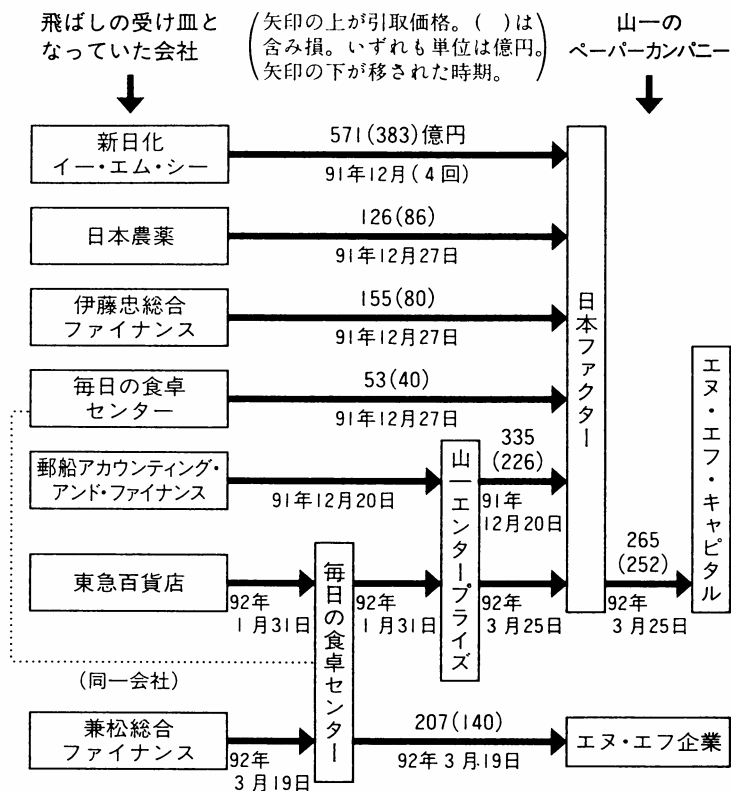 飛ばしの受け皿と
なっていた会社
矢印の上が引取価格。( )は
含み損。いずれも単位は億円。
矢印の下が移された時期。
山一の
ペーパーカンパニー
新日化
イー・エム・シー
571(383)億円
91年12月(4回)
日本農薬
126(86)
91年12月27日
伊藤忠総合
ファイナンス
155(80)
91年12月27日
毎日の食卓
センター
53(40)
91年12月27日
日本ファクター
郵船アカウンティング・
アンド・ファイナンス
91年12月20日
山一エンタープライズ
335
(226)
91年
12月20日
東急百貨店
92年
1月31日
毎日の食卓センター
92年
1月31日
92年
3月25日
265
(252)
92年
3月25日
エヌ・エフ・キャピタル
(同一会社)
兼松総合
ファイナンス
92年
3月19日
207(140)
92年3月19日
エヌ・エフ企業